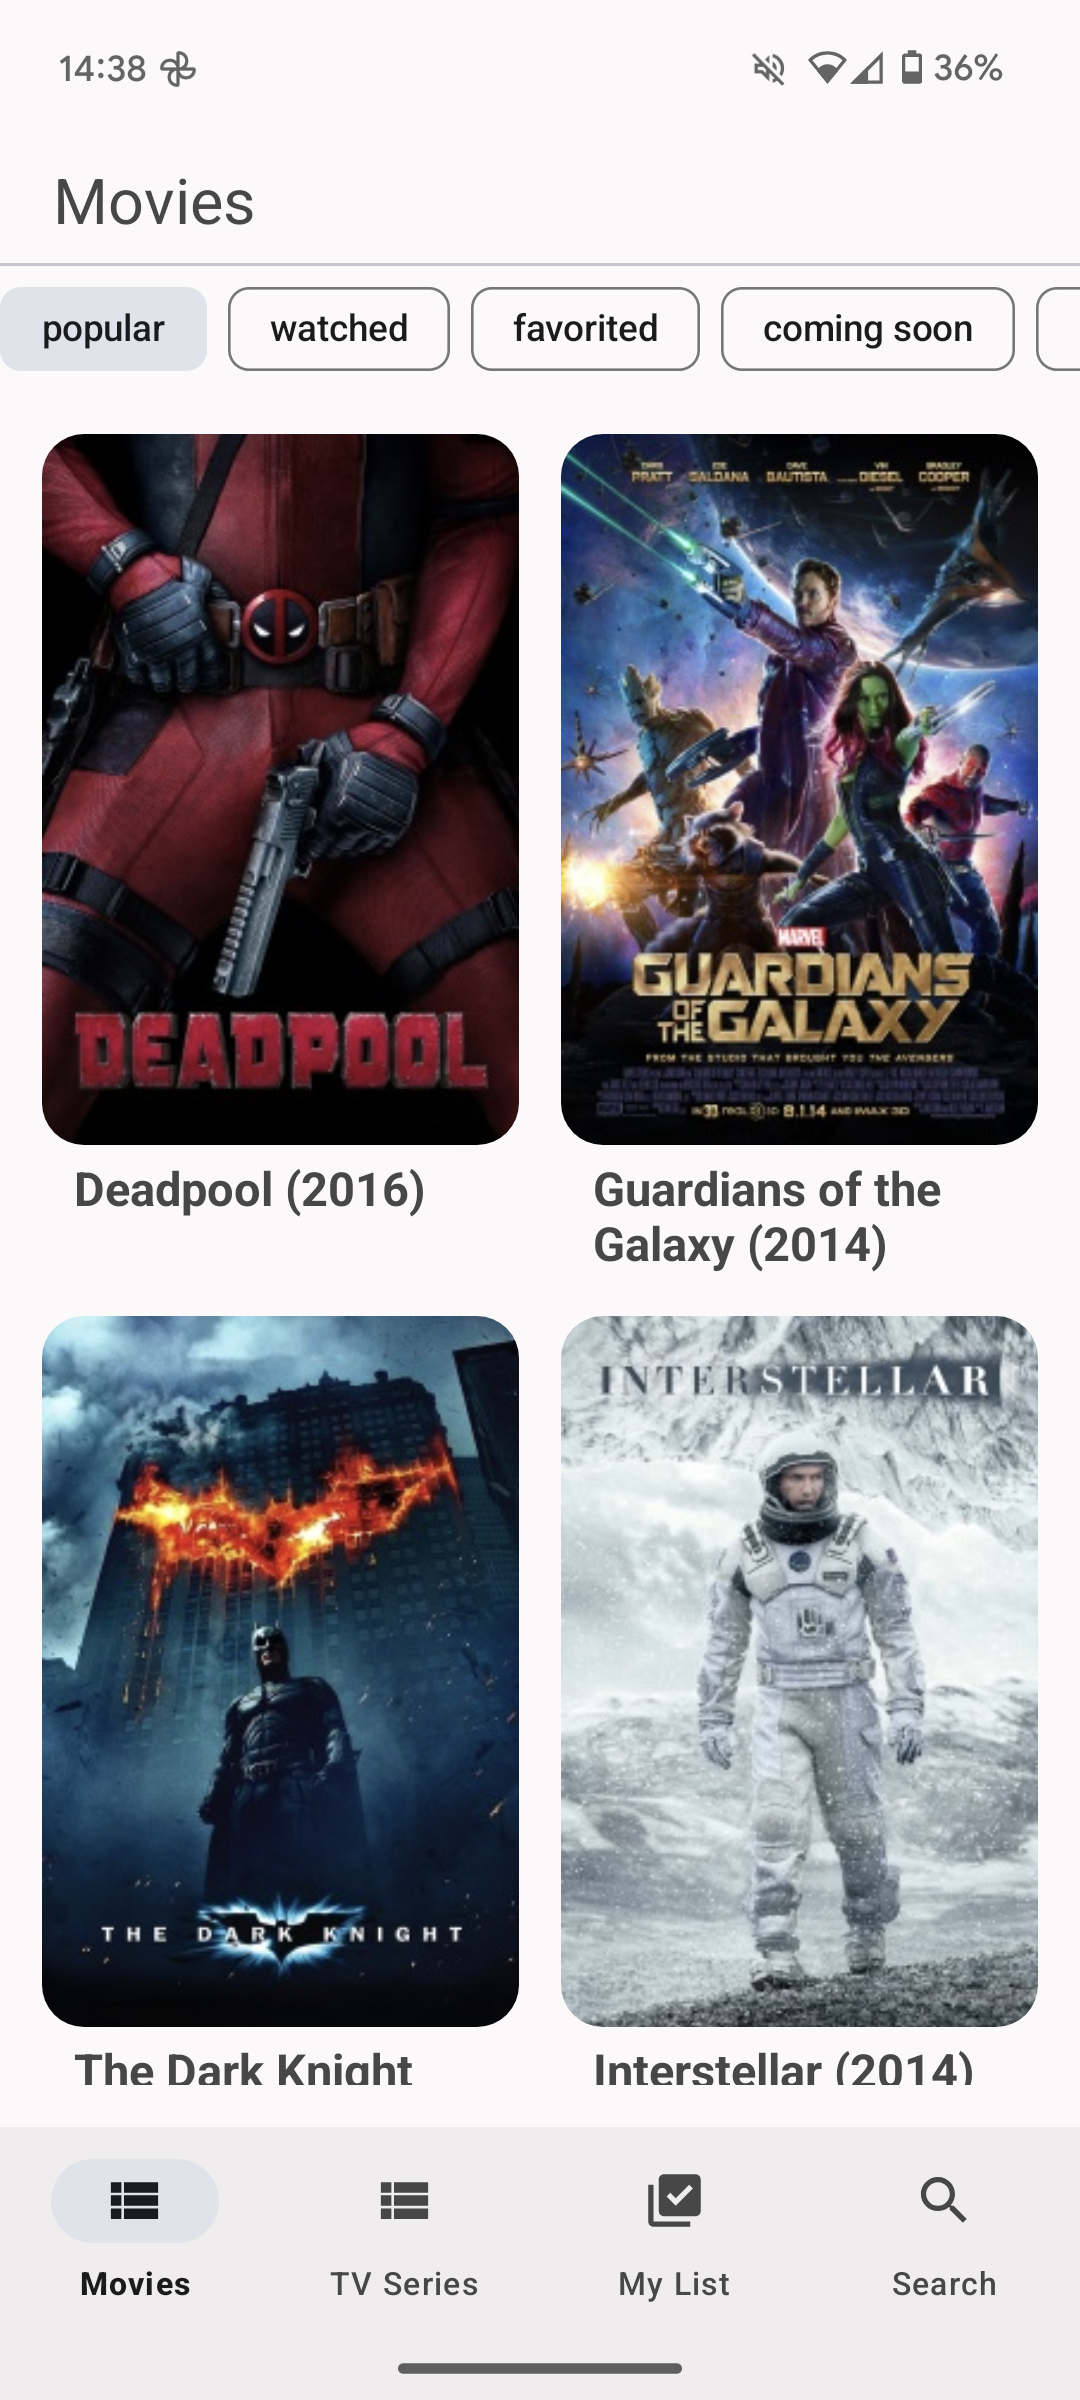 14:38
36%
Movies
popular
watched
favorited
coming soon
DEADPOOL
CHRIS PRATT
ZOE SALDANA
DAVE BAUTISTA
VIN DIESEL
BRADLEY COOPER
MARVEL
GUARDIANS
OF THE GALAXY
FROM THE STUDIO THAT BROUGHT YOU THE AVENGERS
8.1.14
Deadpool (2016)
Guardians of the
Galaxy (2014)
THE DARK KNIGHT
INTERSTELLAR
The Dark Knight
Interstellar (2014)
Movies
TV Series
My List
Search